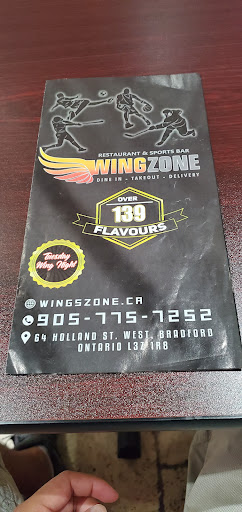 RESTAURANT & SPORTS BAR
WINGZONE
DINE IN - TAKEOUT - DELIVERY
OVER
139
FLAVOURS
Tuesday
Wing Night
WINGSZONE.CA
905-775-7252
64 HOLLAND ST. WEST, BRADFORD
ONTARIO L3Z 1R8